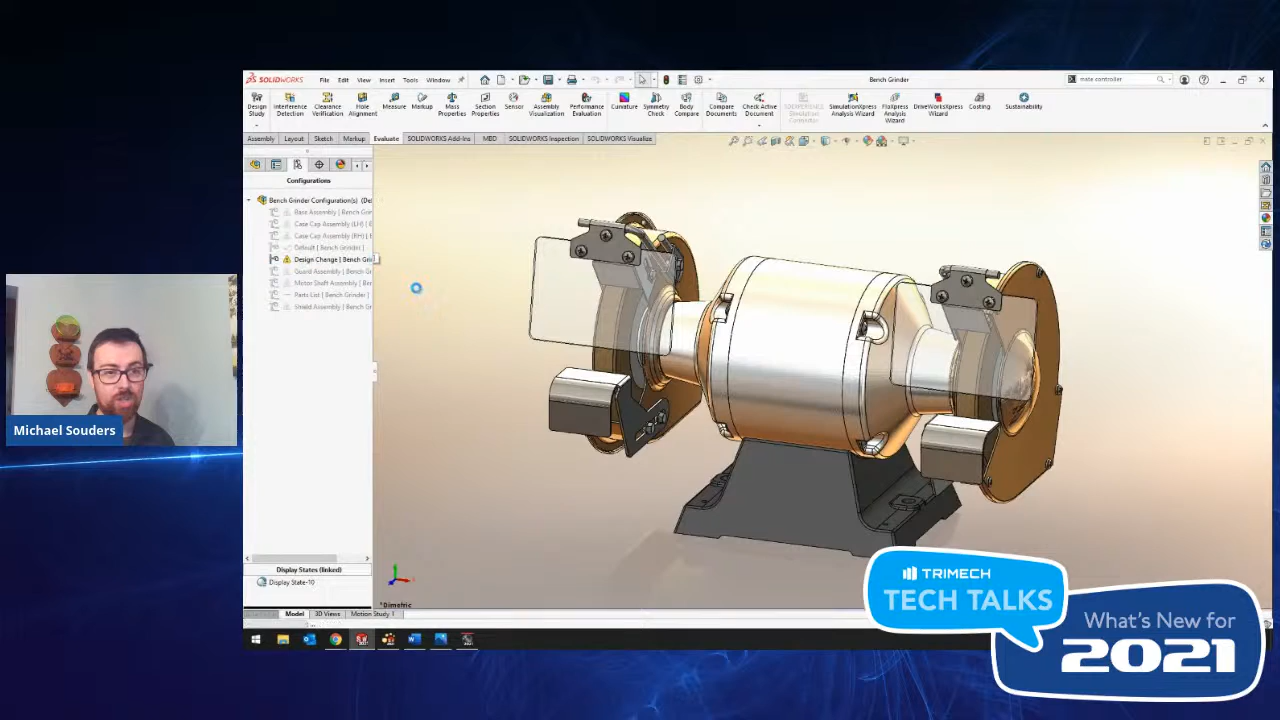 SOLIDWORKS File Edit View Insert Tools Window
Bench Grinder
mate controller
Design Study
Interference Detection
Clearance Verification
Hole Alignment
Measure
Markup
Mass Properties
Section Properties
Sensor
Assembly Visualization
Performance Evaluation
Curvature
Symmetry Check
Body Compare
Compare Documents
Check Active Document
SimulationXpress Analysis Wizard
FloXpress Analysis Wizard
DriveWorksXpress Wizard
Costing
Sustainability
Assembly Layout Sketch Markup Evaluate SOLIDWORKS Add-Ins MBD SOLIDWORKS Inspection SOLIDWORKS Visualize
Configurations
Bench Grinder Configuration(s) (De
Base Assembly [ Bench Grin
Case Cap Assembly (LH) [
Case Cap Assembly (RH) [
Default [ Bench Grinder ]
Design Change [ Bench Gri
Guard Assembly [ Bench G
Motor Shaft Assembly [ Be
Parts List [ Bench Grinder ]
Shield Assembly [ Bench Gr
Michael Souders
Display States (linked)
Display State-10
*Dimetric
Model 3D Views Motion Study 1
TRIMECH
TECH TALKS
What's New for
2021